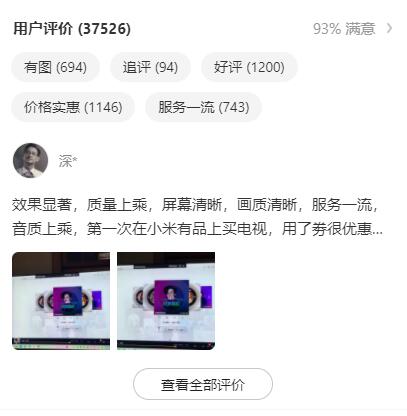 用户评价 (37526) 93% 满意
有图 (694) 追评 (94) 好评 (1200)
价格实惠 (1146) 服务一流 (743)
深*
效果显著，质量上乘，屏幕清晰，画质清晰，服务一流，
音质上乘，第一次在小米有品上买电视，用了券很优惠...
查看全部评价